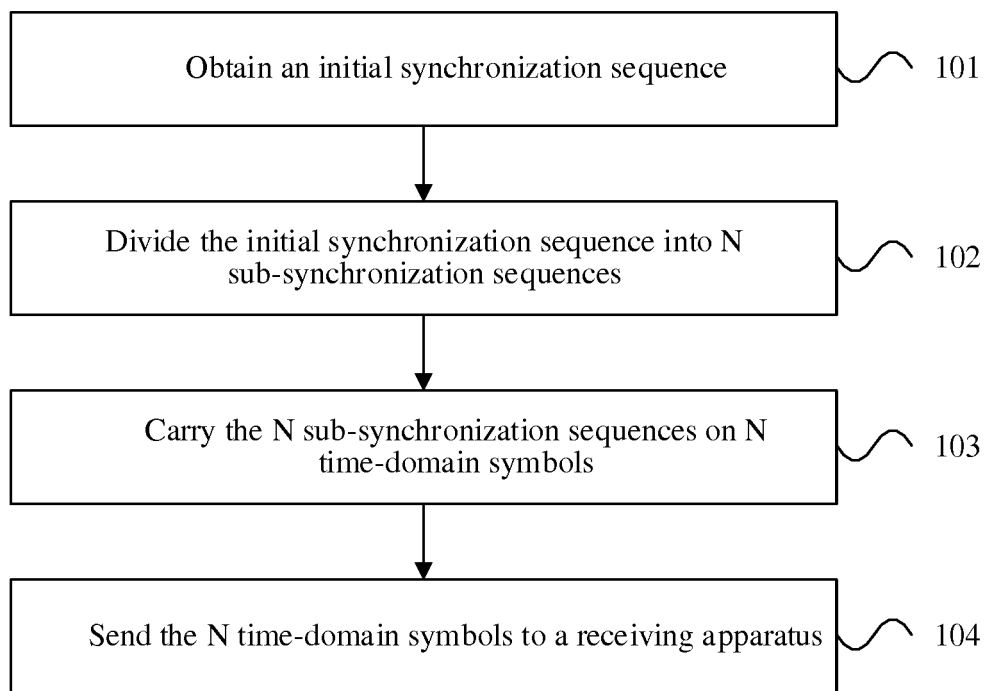 Obtain an initial synchronization sequence
101
Divide the initial synchronization sequence into N
sub-synchronization sequences
102
Carry the N sub-synchronization sequences on N
time-domain symbols
103
Send the N time-domain symbols to a receiving apparatus
104